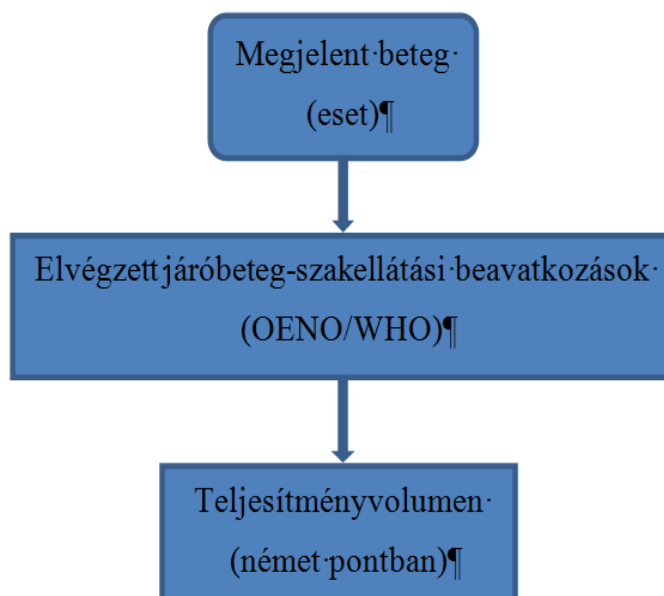 Megjelent·beteg·
(eset)¶
Elvégzett járóbeteg-szakellátási·beavatkozások·
(OENO/WHO)¶
Teljesítményvolumen·
(német·pontban)¶